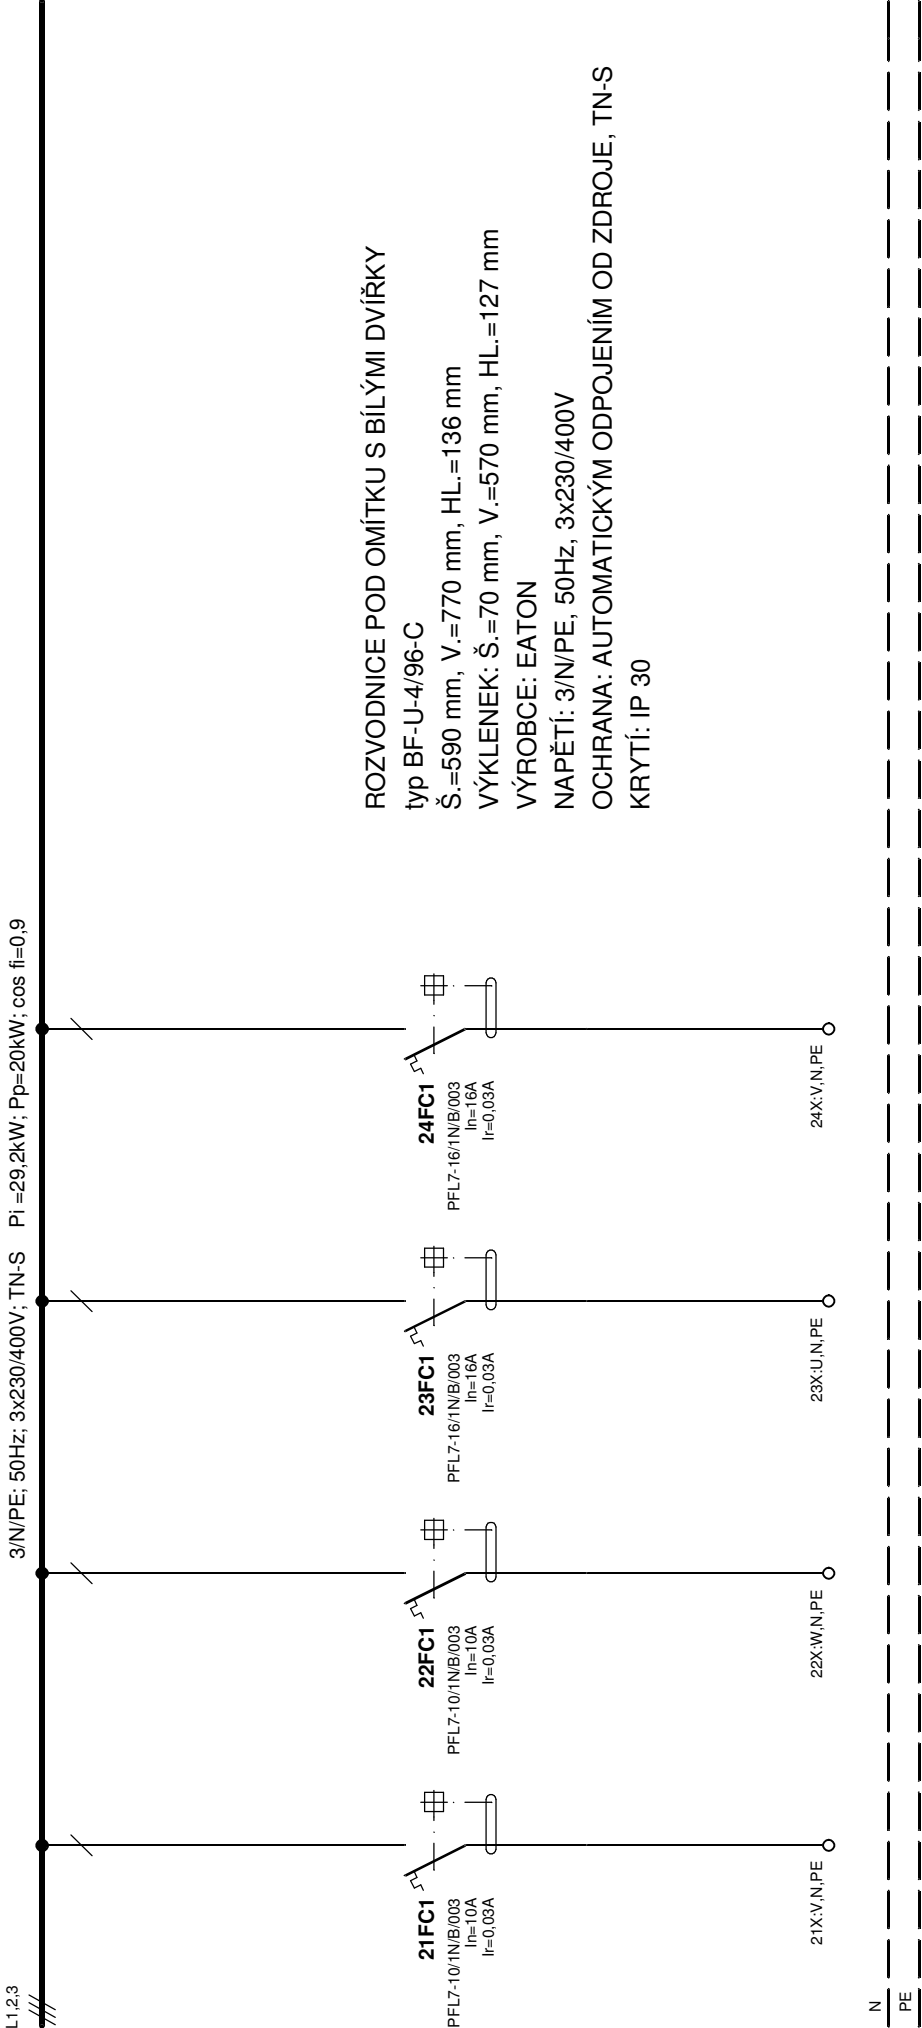 L1,2,3
3/N/PE; 50Hz; 3x230/400V; TN-S Pi =29,2kW; Pp=20kW; cos fi=0,9
21FC1
PFL7-10/1N/B/003
In=10A
Ir=0,03A
21X:V,N,PE
22FC1
PFL7-10/1N/B/003
In=10A
Ir=0,03A
22X:W,N,PE
23FC1
PFL7-16/1N/B/003
In=16A
Ir=0,03A
23X:U,N,PE
24FC1
PFL7-16/1N/B/003
In=16A
Ir=0,03A
24X:V,N,PE
ROZVODNICE POD OMÍTKU S BÍLÝMI DVÍŘKY
typ BF-U-4/96-C
Š.=590 mm, V.=770 mm, HL.=136 mm
VÝKLENEK: Š.=70 mm, V.=570 mm, HL.=127 mm
VÝROBCE: EATON
NAPĚTÍ: 3/N/PE, 50Hz, 3x230/400V
OCHRANA: AUTOMATICKÝM ODPOJENÍM OD ZDROJE, TN-S
KRYTÍ: IP 30
N
PE